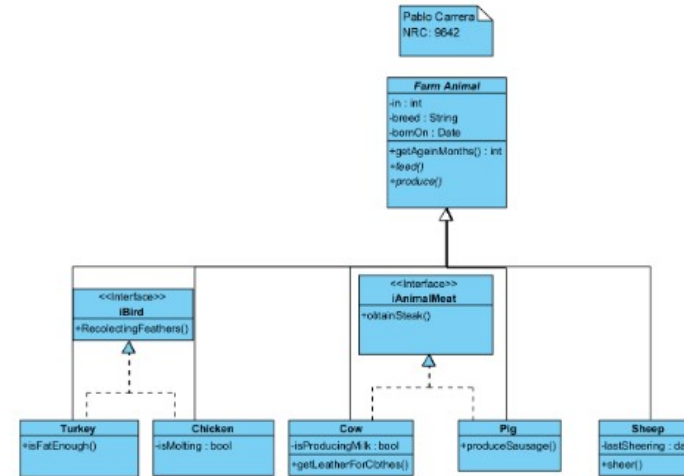 Pablo Carrera
NRC: 9642
Farm Animal
-in : int
-breed : String
-bornOn : Date
+getAgeinMonths() : int
+feed()
+produce()
<<Interface>>
iBird
+RecolectingFeathers()
<<Interface>>
iAnimalMeat
+obtainSteak()
Turkey
+isFatEnough()
Chicken
-isMolting : bool
Cow
-isProducingMilk : bool
+getLeatherForClothes()
Pig
+produceSausage()
Sheep
-lastSheering : da
+sheer()